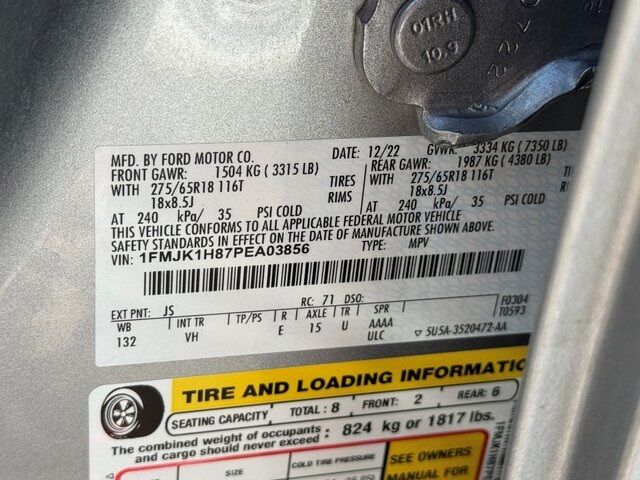 01RH
10.9
MFD. BY FORD MOTOR CO. DATE: 12/22 GVWR: 3334 KG ( 7350 LB)
FRONT GAWR: 1504 KG ( 3315 LB) REAR GAWR: 1987 KG ( 4380 LB)
WITH 275/65R18 116T TIRES WITH 275/65R18 116T
18x8.5J RIMS 18x8.5J
AT 240 kPa/ 35 PSI COLD AT 240 kPa/ 35 PSI COLD
THIS VEHICLE CONFORMS TO ALL APPLICABLE FEDERAL MOTOR VEHICLE
SAFETY STANDARDS IN EFFECT ON THE DATE OF MANUFACTURE SHOWN ABOVE.
VIN: 1FMJK1H87PEA03856 TYPE: MPV
EXT PNT: JS RC: 71 DSO: F0304
WB INT TR TP/PS R AXLE TR SPR T0593
132 VH E 15 U AAAA
ULC 5U5A-3520472-AA
TIRE AND LOADING INFORMATIO
SEATING CAPACITY TOTAL: 8 FRONT: 2 REAR: 6
The combined weight of occupants and cargo should never exceed: 824 kg or 1817 lbs.
SIZE COLD TIRE PRESSURE SEE OWNERS
MANUAL FOR